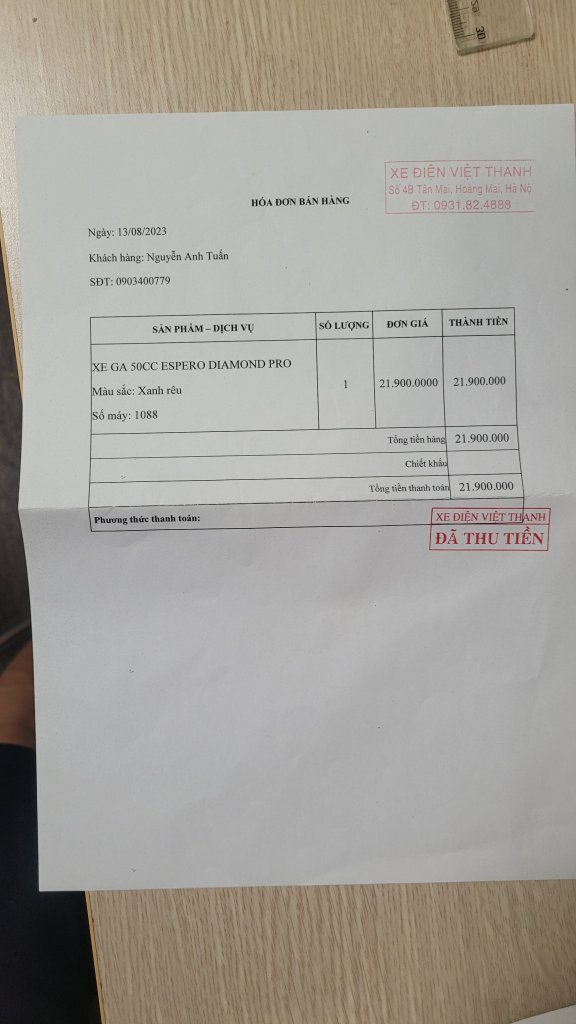 30
XE ĐIỆN VIỆT THANH
Số 4B Tân Mai, Hoàng Mai, Hà Nộ
ĐT: 0931.82.4888
HÓA ĐƠN BÁN HÀNG
Ngày: 13/08/2023
Khách hàng: Nguyễn Anh Tuấn
SĐT: 0903400779
SẢN PHẨM – DỊCH VỤ SỐ LƯỢNG ĐƠN GIÁ THÀNH TIỀN
XE GA 50CC ESPERO DIAMOND PRO
Màu sắc: Xanh rêu
1 21.900.0000 21.900.000
Số máy: 1088
Tổng tiền hàng 21.900.000
Chiết khấu
Tổng tiền thanh toán 21.900.000
Phương thức thanh toán:
XE ĐIỆN VIỆT THANH
ĐÃ THU TIỀN